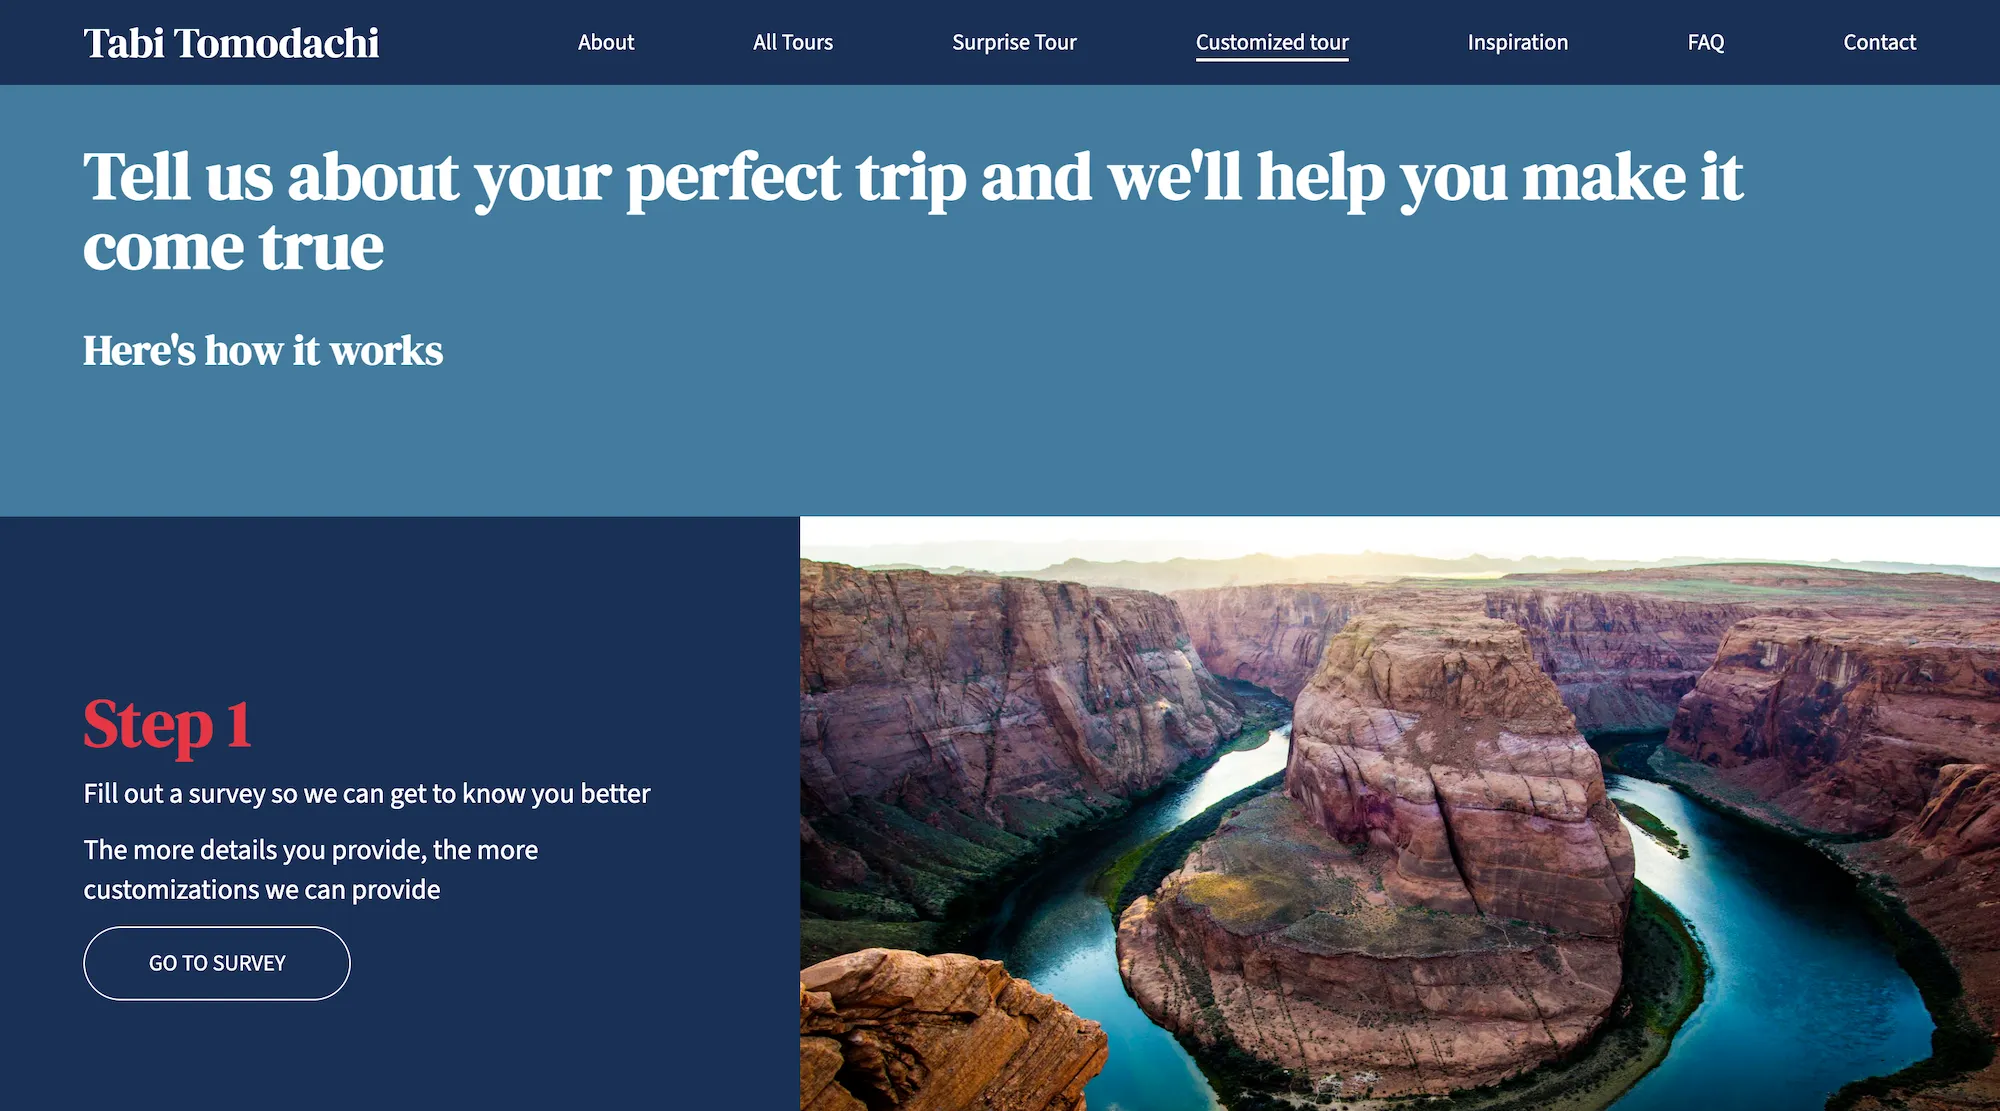 Tabi Tomodachi
About
All Tours
Surprise Tour
Customized tour
Inspiration
FAQ
Contact
Tell us about your perfect trip and we'll help you make it
come true
Here's how it works
Step 1
Fill out a survey so we can get to know you better
The more details you provide, the more
customizations we can provide
GO TO SURVEY